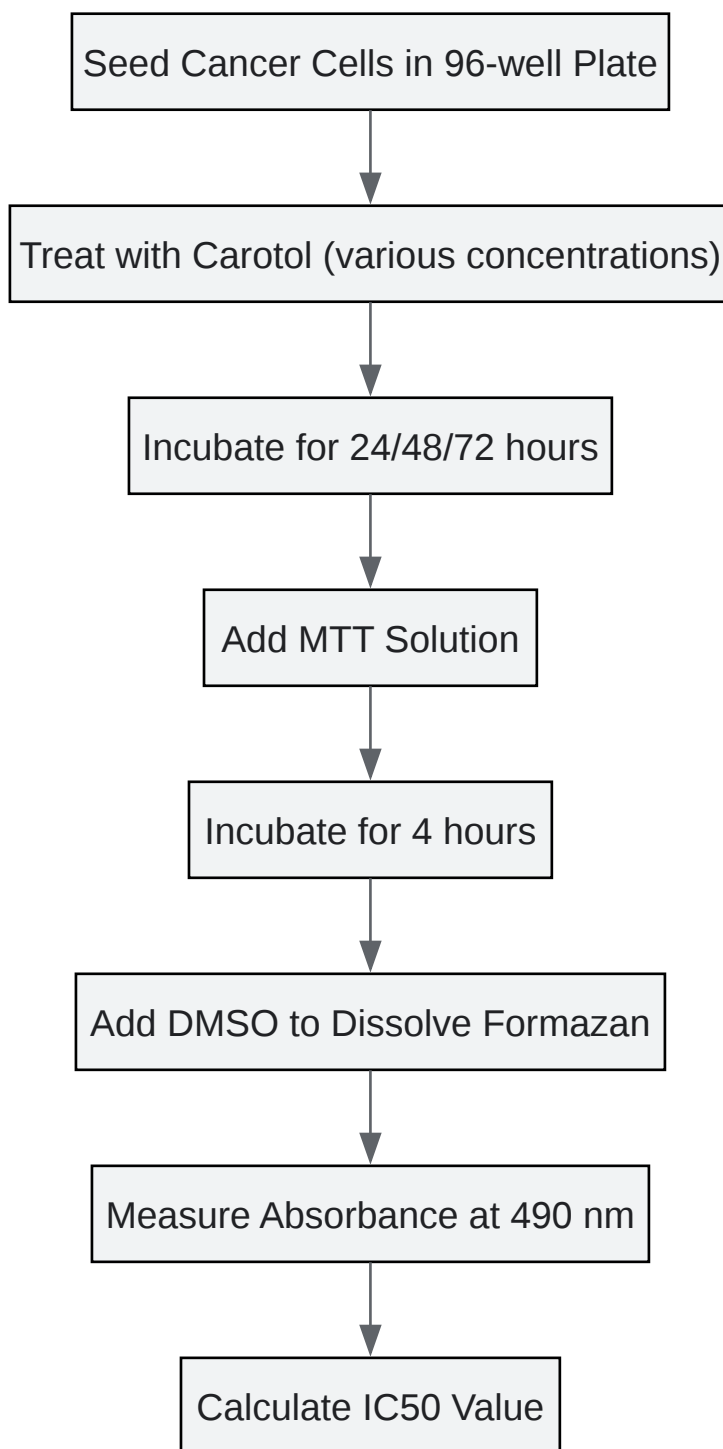 Seed Cancer Cells in 96-well Plate
Treat with Carotol (various concentrations)
Incubate for 24/48/72 hours
Add MTT Solution
Incubate for 4 hours
Add DMSO to Dissolve Formazan
Measure Absorbance at 490 nm
Calculate IC50 Value